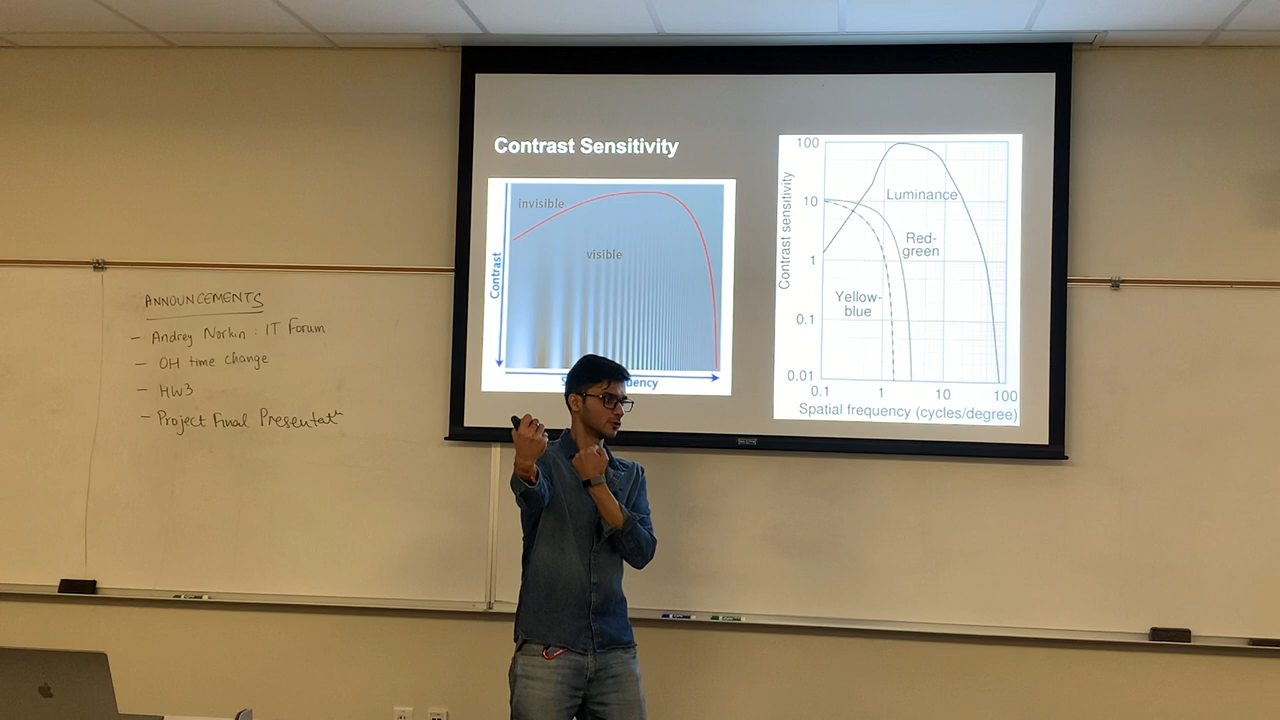 ANNOUNCEMENTS
– Andrey Norkin : IT Forum
– OH time change
– HW3
– Project Final Presentatn
Contrast Sensitivity
invisible
visible
Contrast
Contrast sensitivity
100
10
1
0.1
0.01
Luminance
Red-
green
Yellow-
blue
0.1 1 10 100
Spatial frequency (cycles/degree)